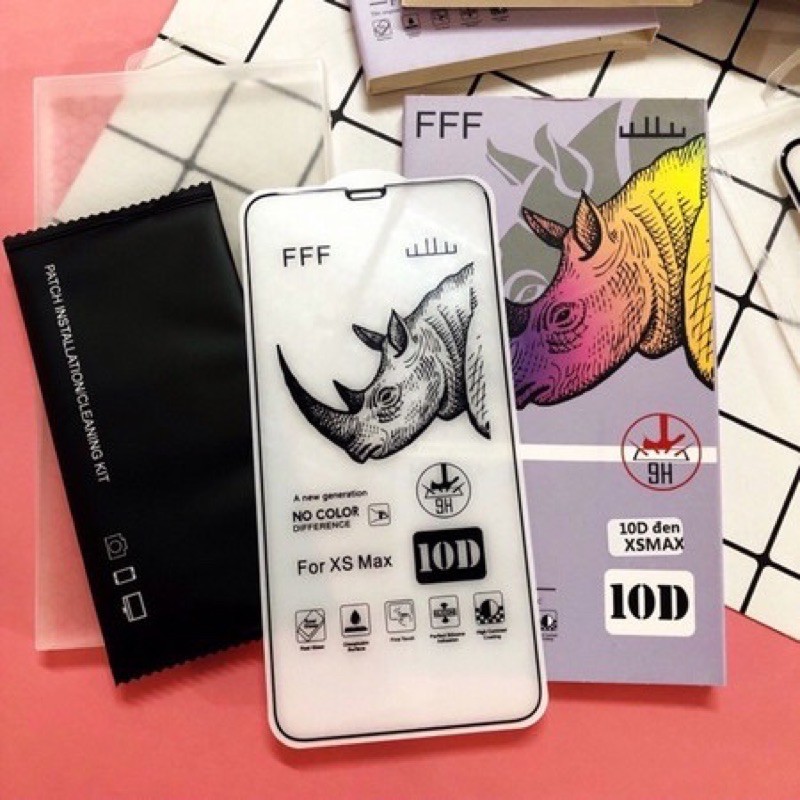 FFF
PATCH INSTALLATION/CLEANING KIT
FFF
A new generation
NO COLOR
DIFFERENCE
9H
For XS Max
10D
9H
10D đen
XSMAX
10D